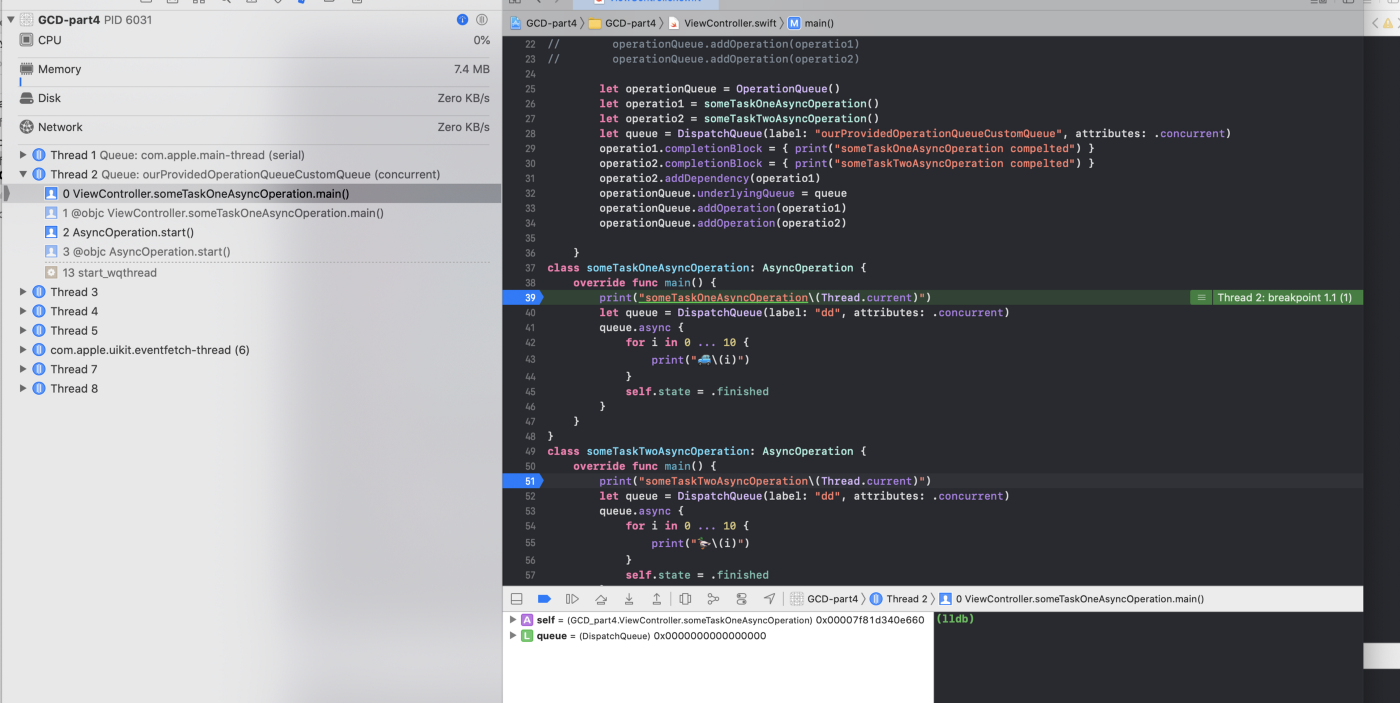 GCD-part4 PID 6031
CPU 0%
Memory 7.4 MB
Disk Zero KB/s
Network Zero KB/s
Thread 1 Queue: com.apple.main-thread (serial)
Thread 2 Queue: ourProvidedOperationQueueCustomQueue (concurrent)
0 ViewController.someTaskOneAsyncOperation.main()
1 @objc ViewController.someTaskOneAsyncOperation.main()
2 AsyncOperation.start()
3 @objc AsyncOperation.start()
13 start_wqthread
Thread 3
Thread 4
Thread 5
com.apple.uikit.eventfetch-thread (6)
Thread 7
Thread 8
GCD-part4 GCD-part4 ViewController.swift M main()
22 // operationQueue.addOperation(operatio1)
23 // operationQueue.addOperation(operatio2)
24
25 let operationQueue = OperationQueue()
26 let operatio1 = someTaskOneAsyncOperation()
27 let operatio2 = someTaskTwoAsyncOperation()
28 let queue = DispatchQueue(label: "ourProvidedOperationQueueCustomQueue", attributes: .concurrent)
29 operatio1.completionBlock = { print("someTaskOneAsyncOperation compelted") }
30 operatio2.completionBlock = { print("someTaskTwoAsyncOperation compelted") }
31 operatio2.addDependency(operatio1)
32 operationQueue.underlyingQueue = queue
33 operationQueue.addOperation(operatio1)
34 operationQueue.addOperation(operatio2)
35
36 }
37 class someTaskOneAsyncOperation: AsyncOperation {
38 override func main() {
39 print("someTaskOneAsyncOperation\(Thread.current)") Thread 2: breakpoint 1.1 (1)
40 let queue = DispatchQueue(label: "dd", attributes: .concurrent)
41 queue.async {
42 for i in 0 ... 10 {
43 print("🚙\(i)")
44 }
45 self.state = .finished
46 }
47 }
48 }
49 class someTaskTwoAsyncOperation: AsyncOperation {
50 override func main() {
51 print("someTaskTwoAsyncOperation\(Thread.current)")
52 let queue = DispatchQueue(label: "dd", attributes: .concurrent)
53 queue.async {
54 for i in 0 ... 10 {
55 print("\(i)")
56 }
57 self.state = .finished
GCD-part4 Thread 2 0 ViewController.someTaskOneAsyncOperation.main()
A self = (GCD_part4.ViewController.someTaskOneAsyncOperation) 0x00007f81d340e660
L queue = (DispatchQueue) 0x0000000000000000
(lldb)